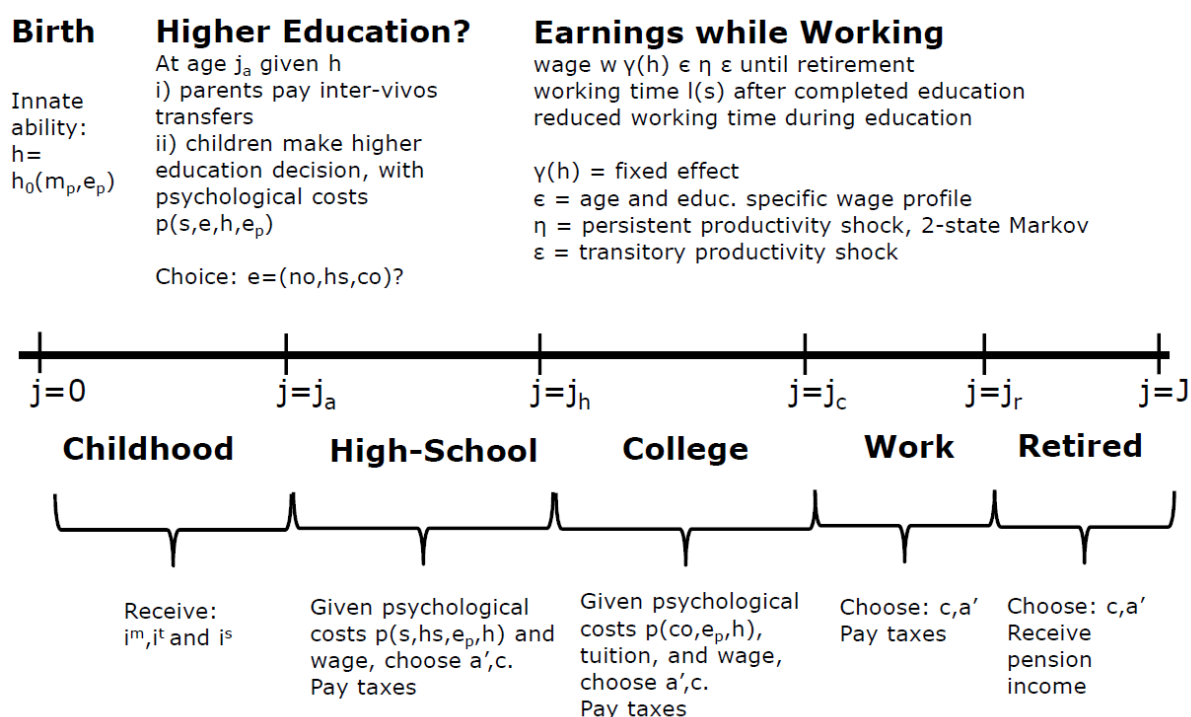 Birth
Innate
ability:
h=
h₀(mₚ,eₚ)
Higher Education?
At age jₐ given h
i) parents pay inter-vivos
transfers
ii) children make higher
education decision, with
psychological costs
p(s,e,h,eₚ)
Choice: e=(no,hs,co)?
Earnings while Working
wage w γ(h) ϵ η ε until retirement
working time l(s) after completed education
reduced working time during education
γ(h) = fixed effect
ϵ = age and educ. specific wage profile
η = persistent productivity shock, 2-state Markov
ε = transitory productivity shock
j=0
j=jₐ
j=jₕ
j=j_c
j=jᵣ
j=J
Childhood
High-School
College
Work
Retired
Receive:
iᵐ,iᵗ and iˢ
Given psychological
costs p(s,hs,eₚ,h) and
wage, choose a′,c.
Pay taxes
Given psychological
costs p(co,eₚ,h),
tuition, and wage,
choose a′,c.
Pay taxes
Choose: c,a′
Pay taxes
Choose: c,a′
Receive
pension
income